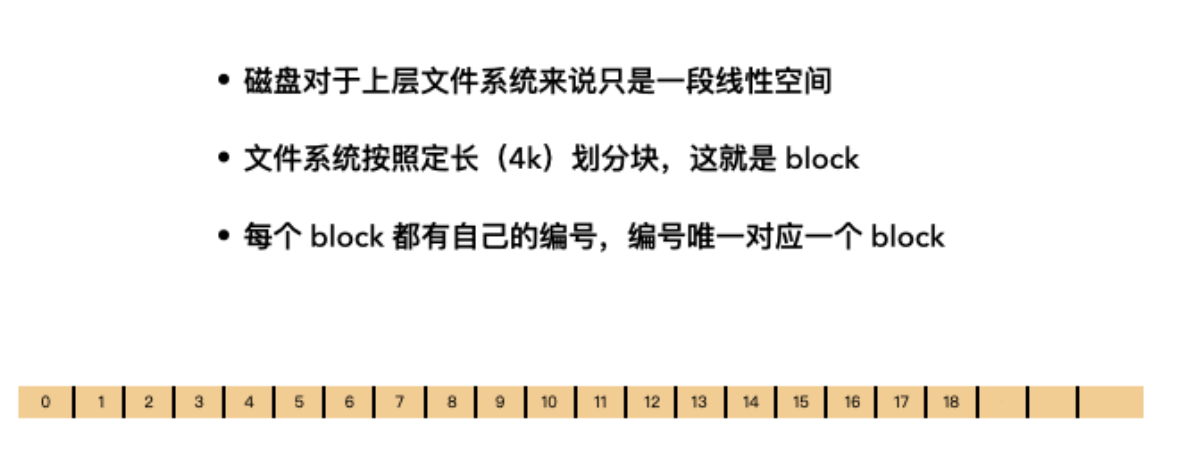 • 磁盘对于上层文件系统来说只是一段线性空间
• 文件系统按照定长（4k）划分块，这就是 block
• 每个 block 都有自己的编号，编号唯一对应一个 block
0 1 2 3 4 5 6 7 8 9 10 11 12 13 14 15 16 17 18